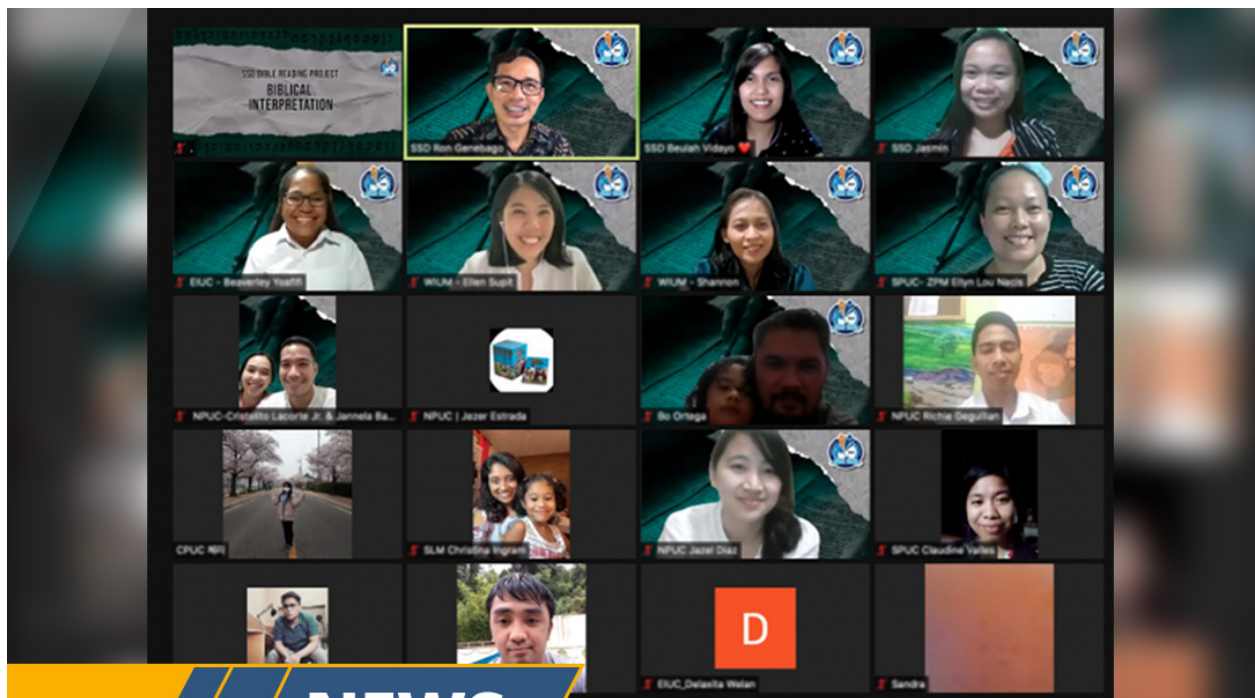 SSD BIBLE READING PROJECT
BIBLICAL
INTERPRETATION
SSD Ron Genebago
SSD Beulah Vidayo ❤️
SSD Jasmin
EIUC - Beaverley Yoafifi
WIUM - Ellen Supit
WIUM - Shannon
SPUC- ZPM Ellyn Lou Nacis
NPUC-Cristelito Lacorte Jr. & Jannela Ba...
NPUC | Jezer Estrada
Bo Ortega
NPUC Richie Geguillan
CPUC
SLM Christina Ingram
NPUC Jazel Diaz
SPUC Claudine Valles
D
EIUC_Delaxita Welan
Sandra
NEWS